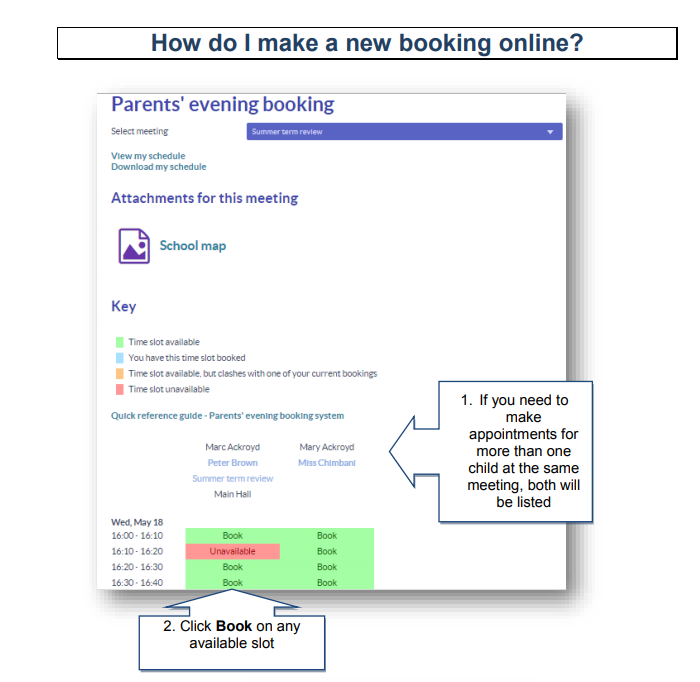 How do I make a new booking online?
Parents' evening booking
Select meeting
Summer term review
View my schedule
Download my schedule
Attachments for this meeting
School map
Key
Time slot available
You have this time slot booked
Time slot available, but clashes with one of your current bookings
Time slot unavailable
Quick reference guide - Parents' evening booking system
1. If you need to
make
appointments for
more than one
child at the same
meeting, both will
be listed
Marc Ackroyd Mary Ackroyd
Peter Brown Miss Chimbani
Summer term review
Main Hall
Wed, May 18
16:00 - 16:10 Book Book
16:10 - 16:20 Unavailable Book
16:20 - 16:30 Book Book
16:30 - 16:40 Book Book
2. Click Book on any
available slot